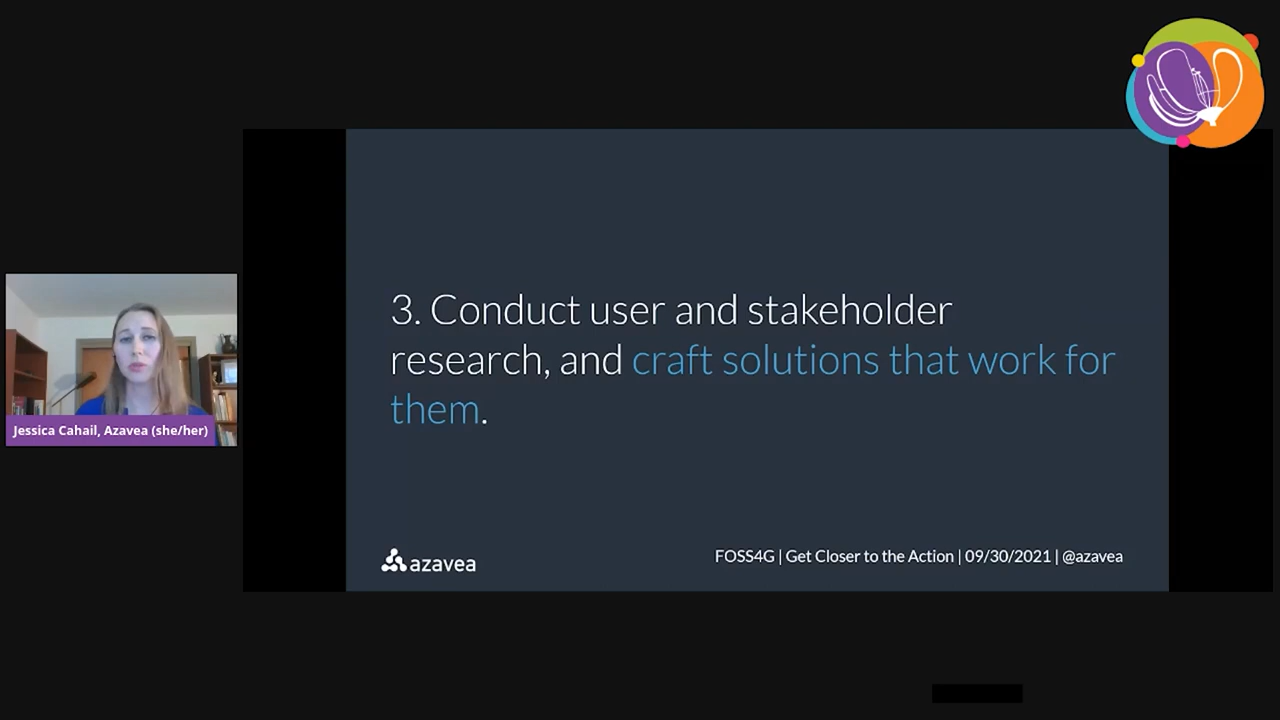 3. Conduct user and stakeholder
research, and craft solutions that work for
them.
Jessica Cahail, Azavea (she/her)
azavea
FOSS4G | Get Closer to the Action | 09/30/2021 | @azavea